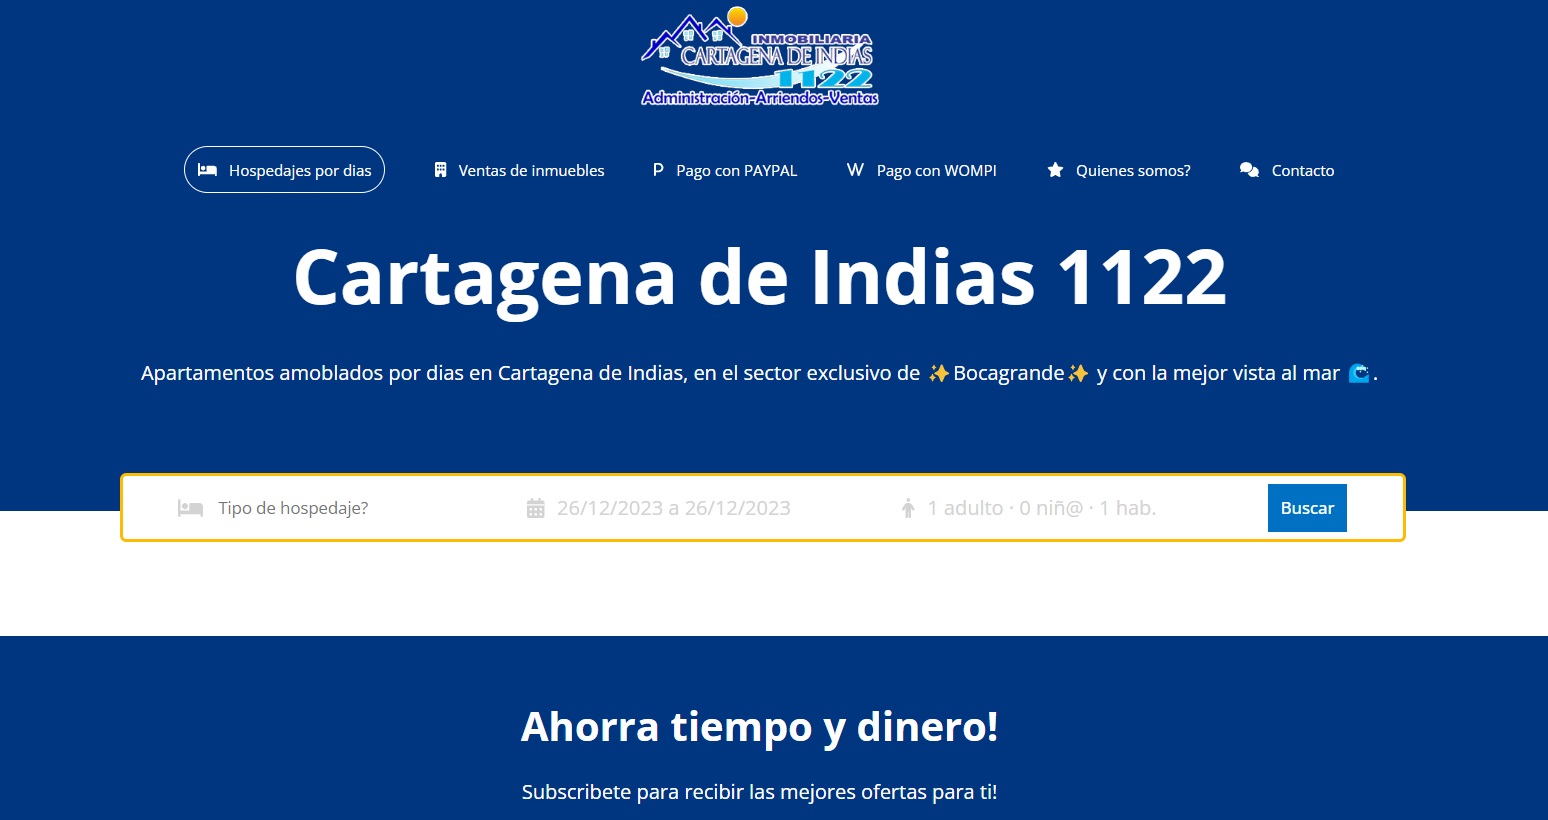 INMOBILIARIA
CARTAGENA DE INDIAS
1122
Administración-Arriendos-Ventas
Hospedajes por dias
Ventas de inmuebles
P Pago con PAYPAL
W Pago con WOMPI
Quienes somos?
Contacto
Cartagena de Indias 1122
Apartamentos amoblados por dias en Cartagena de Indias, en el sector exclusivo de ✨Bocagrande✨ y con la mejor vista al mar 🌊.
Tipo de hospedaje?
26/12/2023 a 26/12/2023
1 adulto · 0 niñ@ · 1 hab.
Buscar
Ahorra tiempo y dinero!
Subscribete para recibir las mejores ofertas para ti!